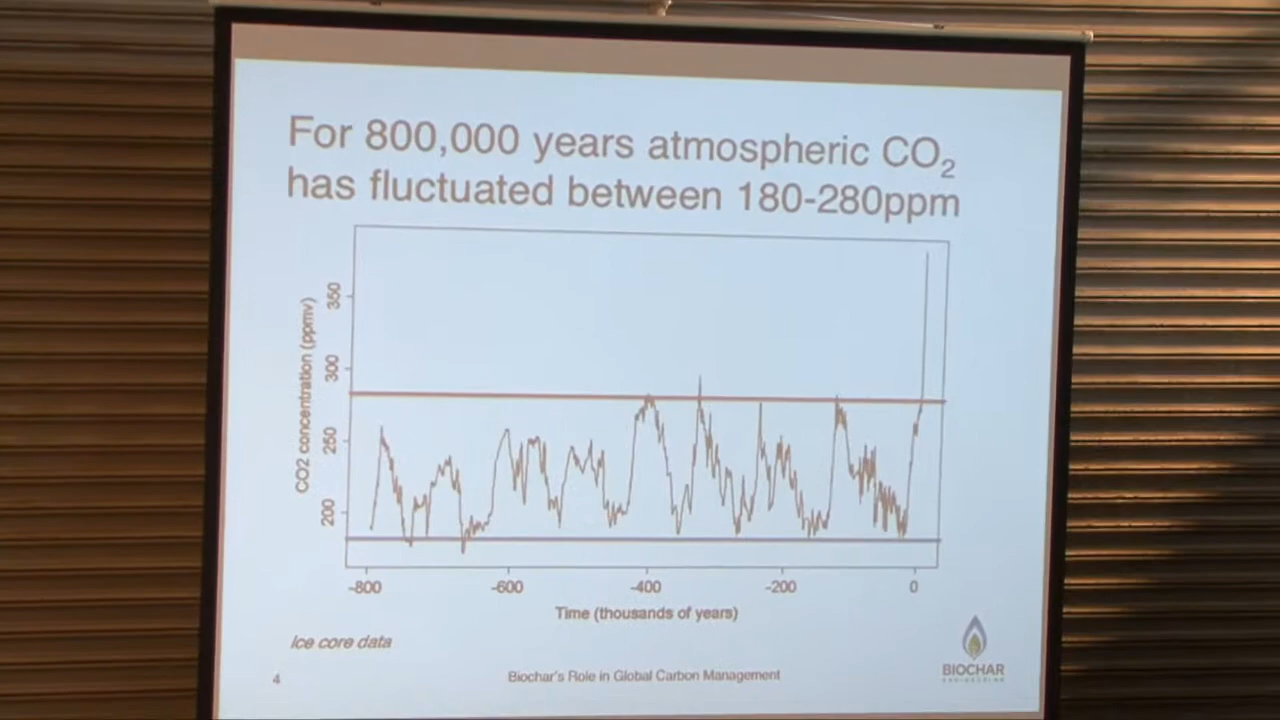 For 800,000 years atmospheric CO₂
has fluctuated between 180-280ppm
CO2 concentration (ppmv)
350
300
250
200
-800
-600
-400
-200
0
Time (thousands of years)
Ice core data
4
Biochar's Role in Global Carbon Management
BIOCHAR
ENGINEERING